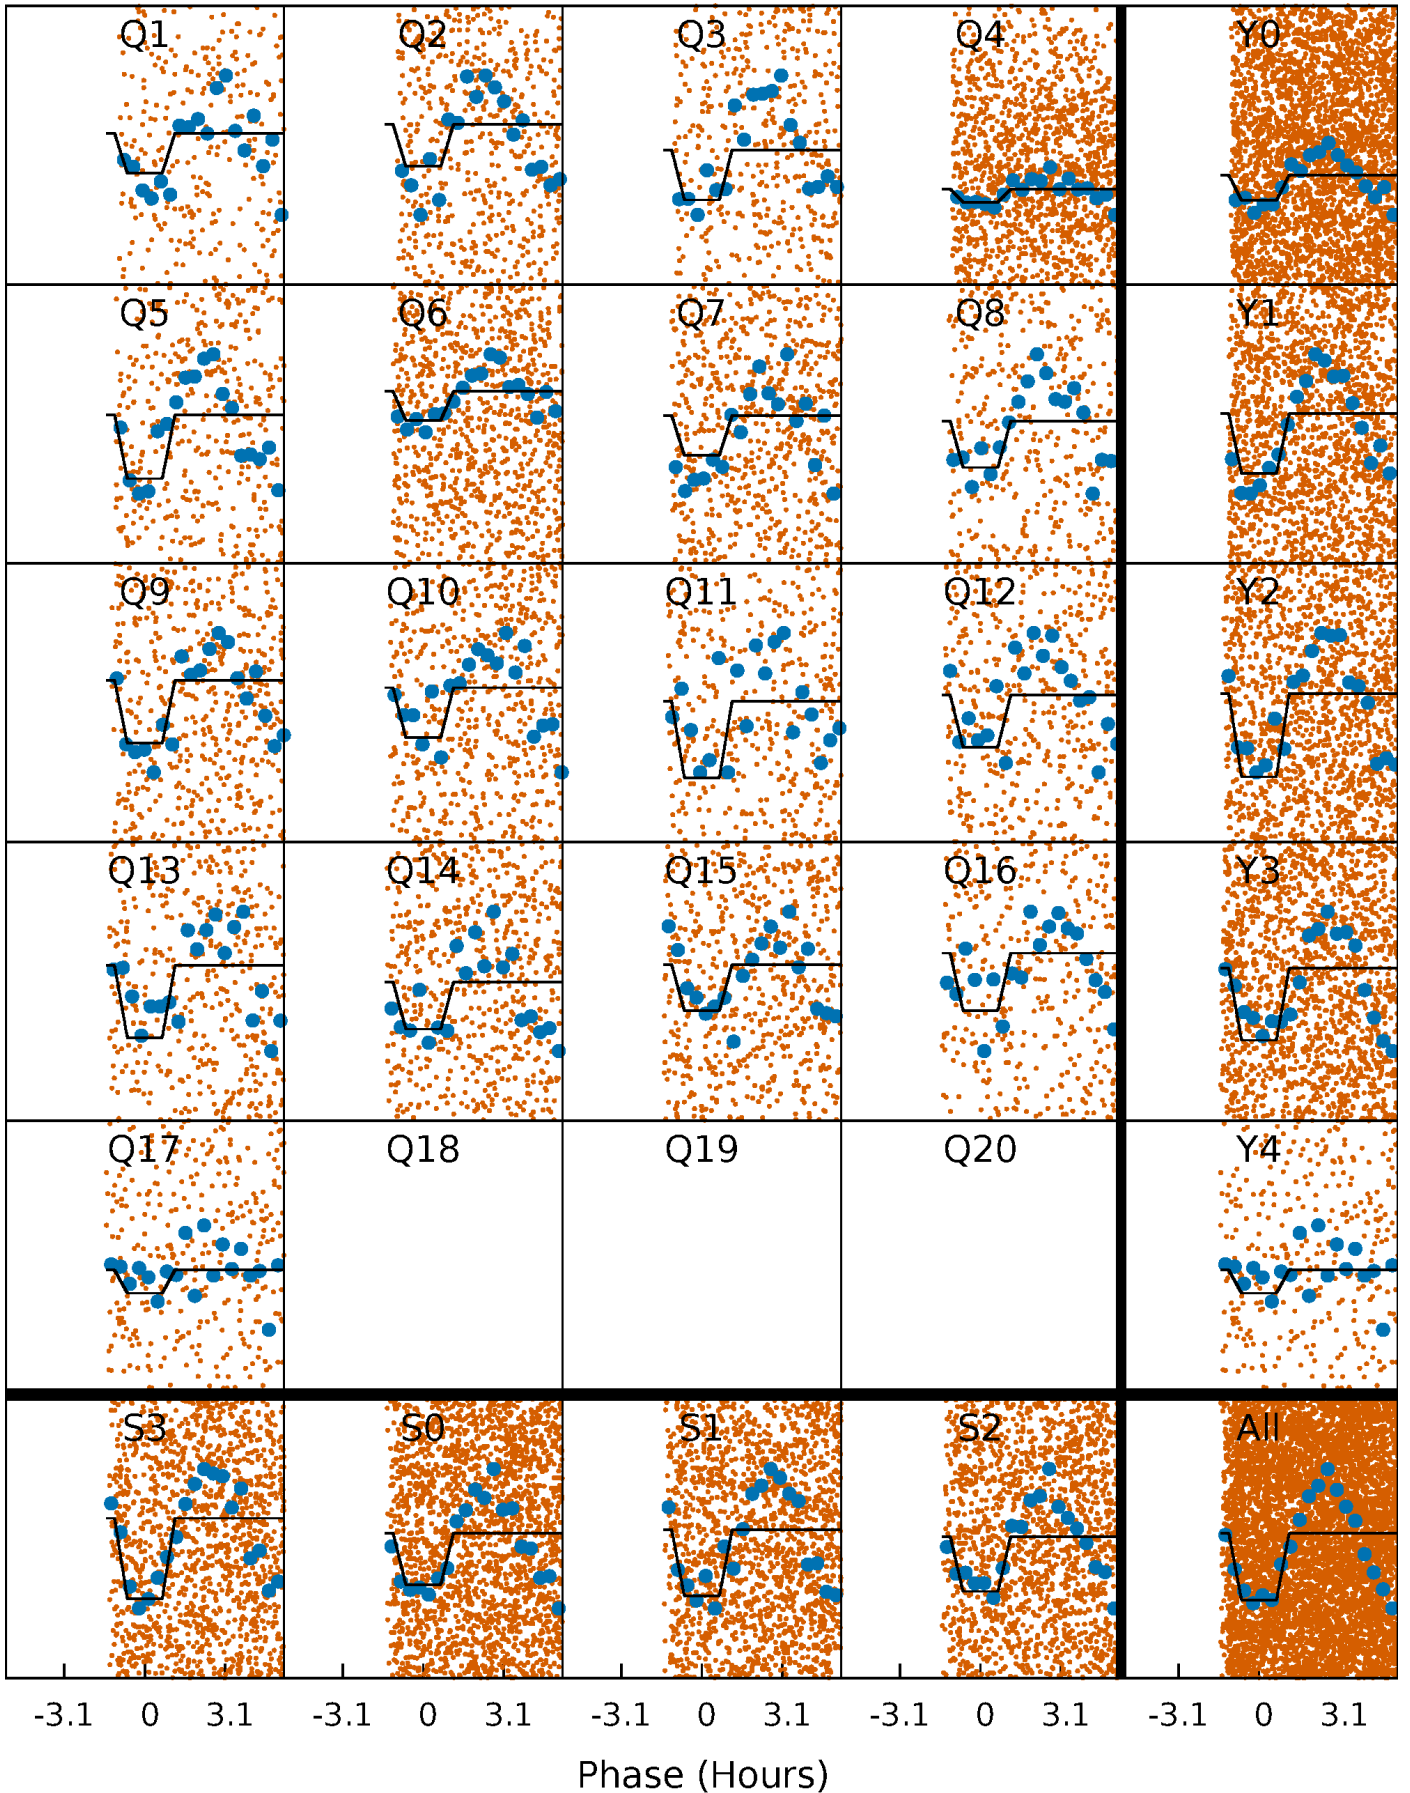 Q1 Q2 Q3 Q4 Y0
Q5 Q6 Q7 Q8 Y1
Q9 Q10 Q11 Q12 Y2
Q13 Q14 Q15 Q16 Y3
Q17 Q18 Q19 Q20 Y4
S3 S0 S1 S2 All
-3.1 0 3.1 -3.1 0 3.1 -3.1 0 3.1 -3.1 0 3.1 -3.1 0 3.1
Phase (Hours)